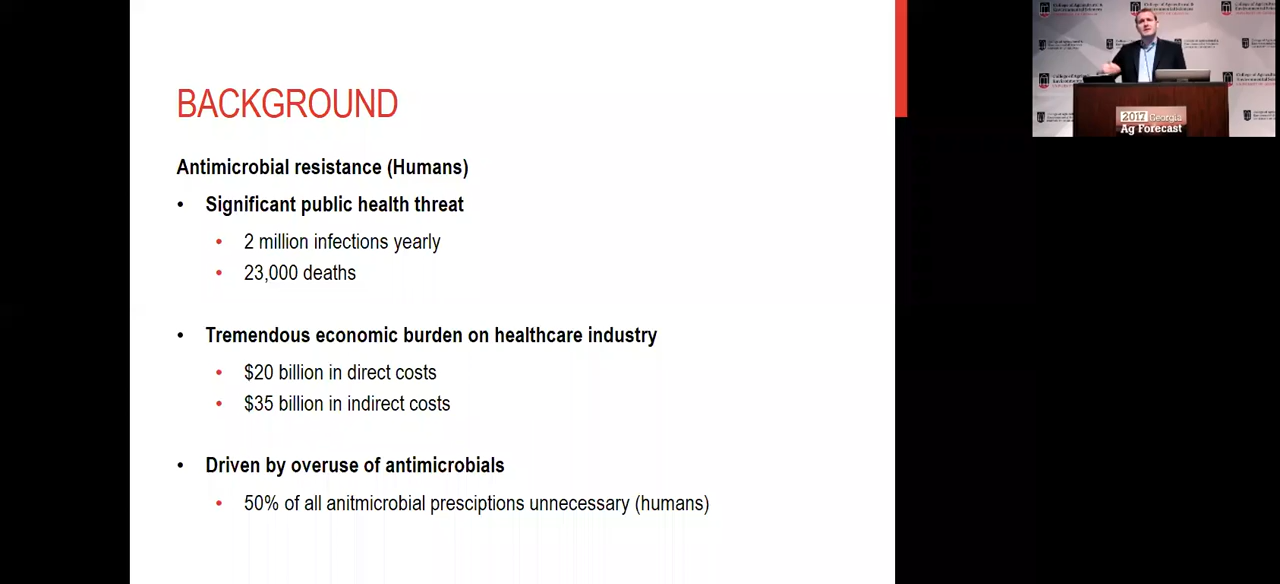 BACKGROUND
Antimicrobial resistance (Humans)
• Significant public health threat
• 2 million infections yearly
• 23,000 deaths
• Tremendous economic burden on healthcare industry
• $20 billion in direct costs
• $35 billion in indirect costs
• Driven by overuse of antimicrobials
• 50% of all anitmicrobial presciptions unnecessary (humans)
2017 Georgia
Ag Forecast